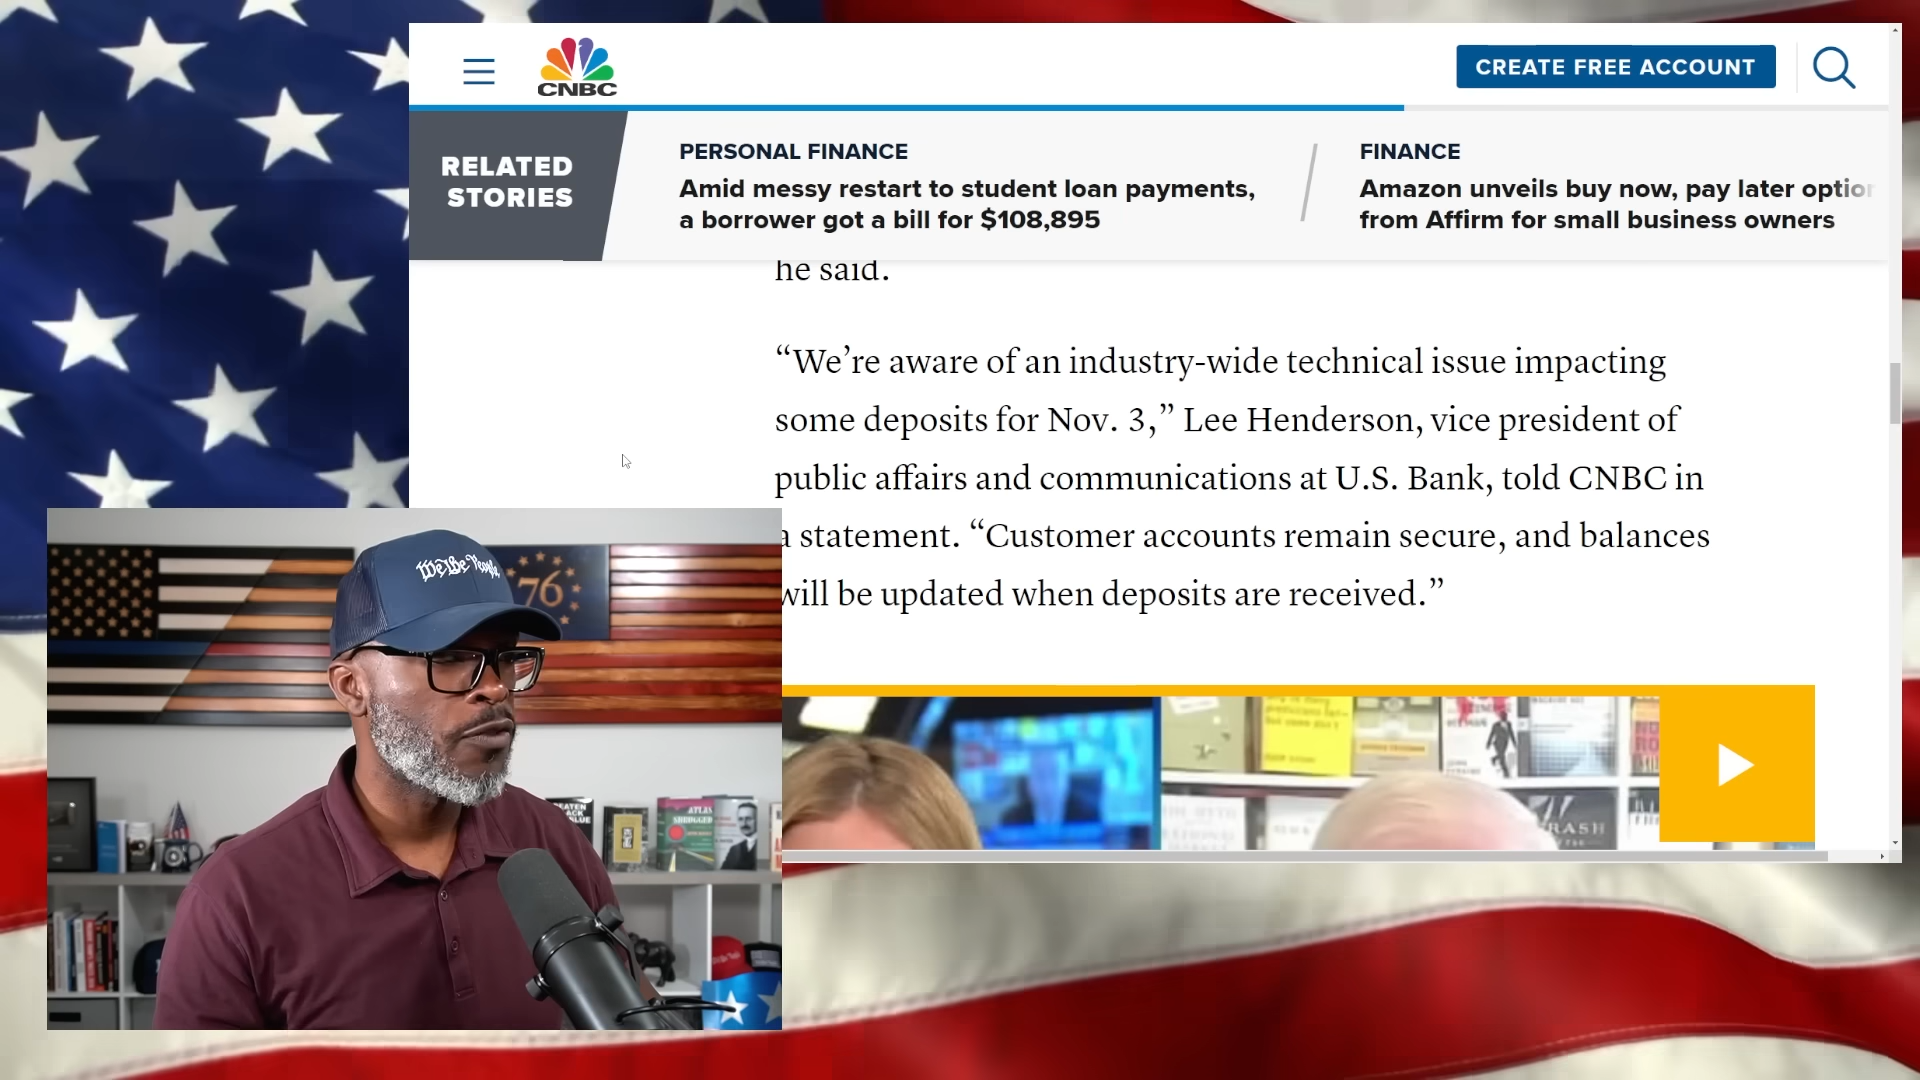 CNBC
CREATE FREE ACCOUNT
RELATED
STORIES
PERSONAL FINANCE
Amid messy restart to student loan payments,
a borrower got a bill for $108,895
FINANCE
Amazon unveils buy now, pay later option
from Affirm for small business owners
he said.
“We’re aware of an industry-wide technical issue impacting
some deposits for Nov. 3,” Lee Henderson, vice president of
public affairs and communications at U.S. Bank, told CNBC in
a statement. “Customer accounts remain secure, and balances
will be updated when deposits are received.”
We the People
76
ATLAS
SHRUGGED